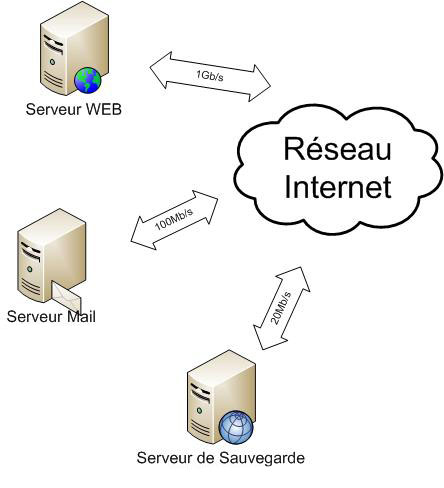 Serveur WEB
1Gb/s
Réseau
Internet
100Mb/s
Serveur Mail
20Mb/s
Serveur de Sauvegarde